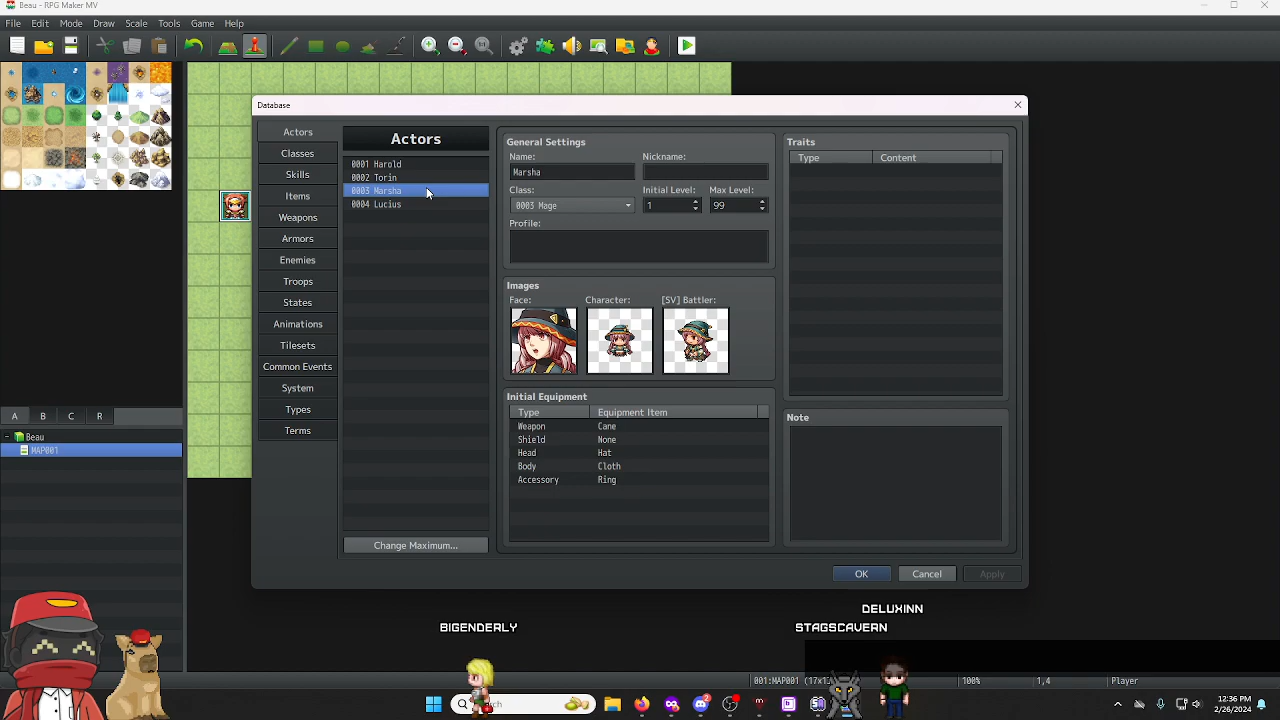 Beau - RPG Maker MV
File Edit Mode Draw Scale Tools Game Help
Database
Actors
Classes
Skills
Items
Weapons
Armors
Enemies
Troops
States
Animations
Tilesets
Common Events
System
Types
Terms
Actors
0001 Harold
0002 Torin
0003 Marsha
0004 Lucius
Change Maximum...
General Settings
Name: Nickname:
Marsha
Class: Initial Level: Max Level:
0003 Mage 1 99
Profile:
Images
Face: Character: [SV] Battler:
Initial Equipment
Type Equipment Item
Weapon Cane
Shield None
Head Hat
Body Cloth
Accessory Ring
Traits
Type Content
Note
OK Cancel Apply
A B C R
Beau
MAP001
BIGENDERLY
DELUXINN
STAGSCAVERN
100% 1,4 Player
12:36 PM
2/26/2024